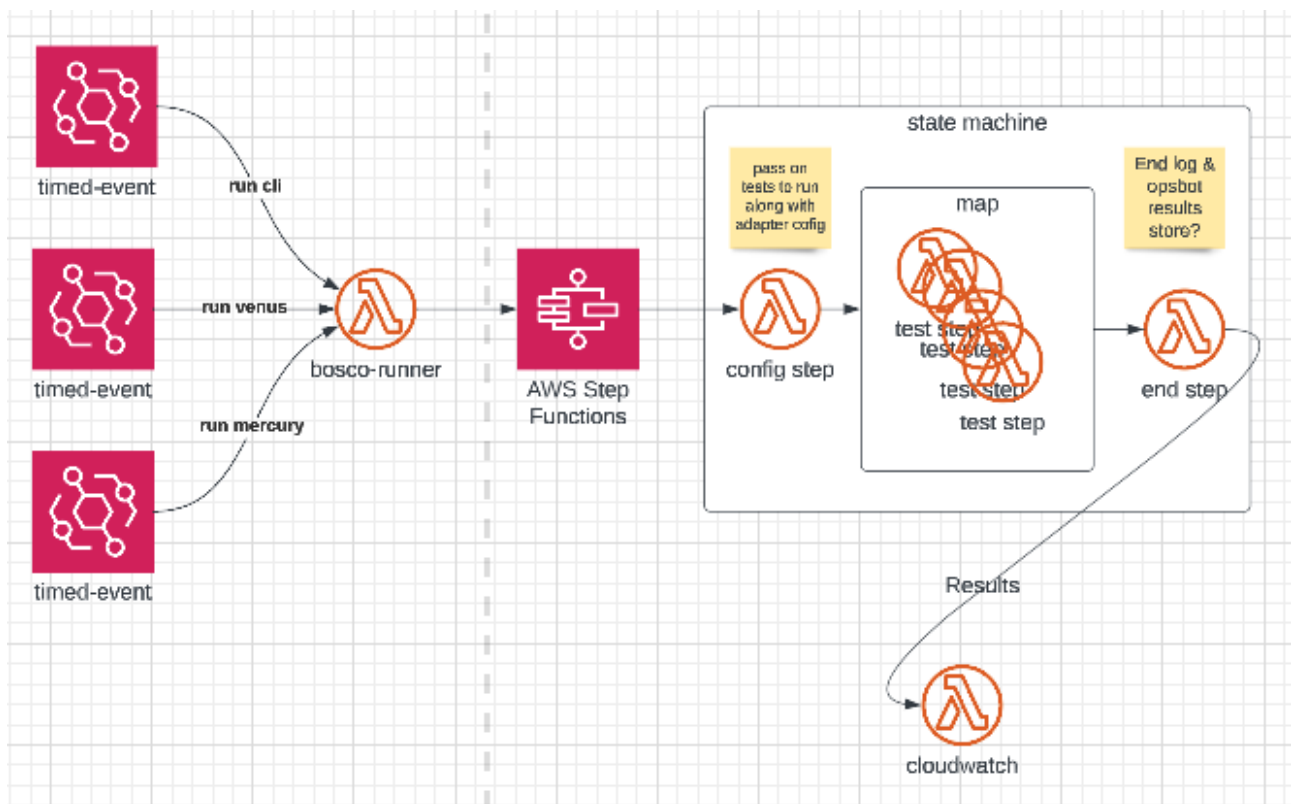 timed-event
run cli
timed-event
run venus
timed-event
run mercury
bosco-runner
AWS Step
Functions
state machine
pass on
tests to run
along with
adapter cofig
config step
map
test step
test step
test step
test step
End log &
opsbot
results
store?
end step
Results
cloudwatch